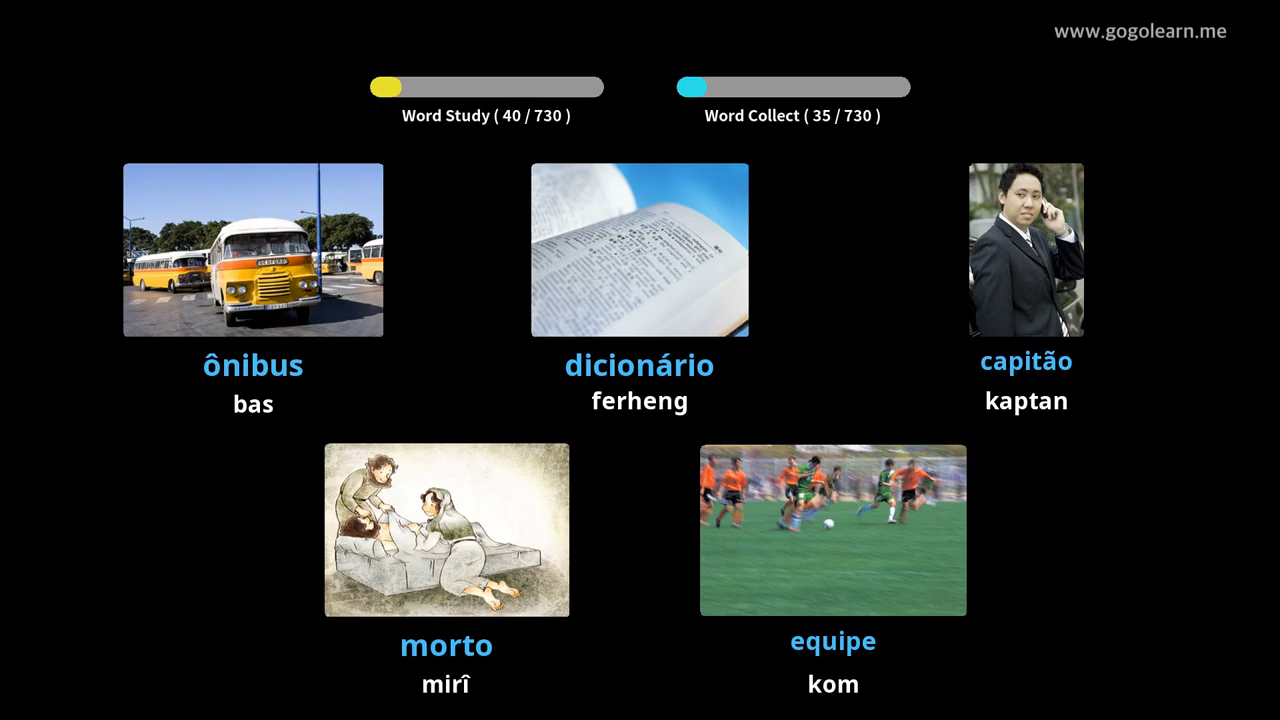 www.gogolearn.me
Word Study ( 40 / 730 )
Word Collect ( 35 / 730 )
ônibus
bas
dicionário
ferheng
capitão
kaptan
morto
mirî
equipe
kom